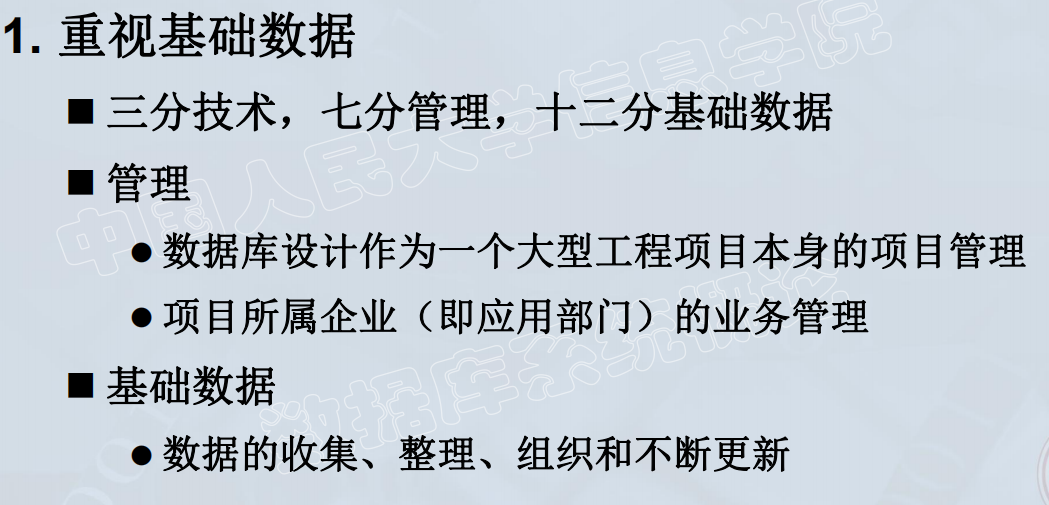 1. 重视基础数据
■ 三分技术，七分管理，十二分基础数据
■ 管理
● 数据库设计作为一个大型工程项目本身的项目管理
● 项目所属企业（即应用部门）的业务管理
■ 基础数据
● 数据的收集、整理、组织和不断更新
中国人民大学信息学院
数据库系统概论